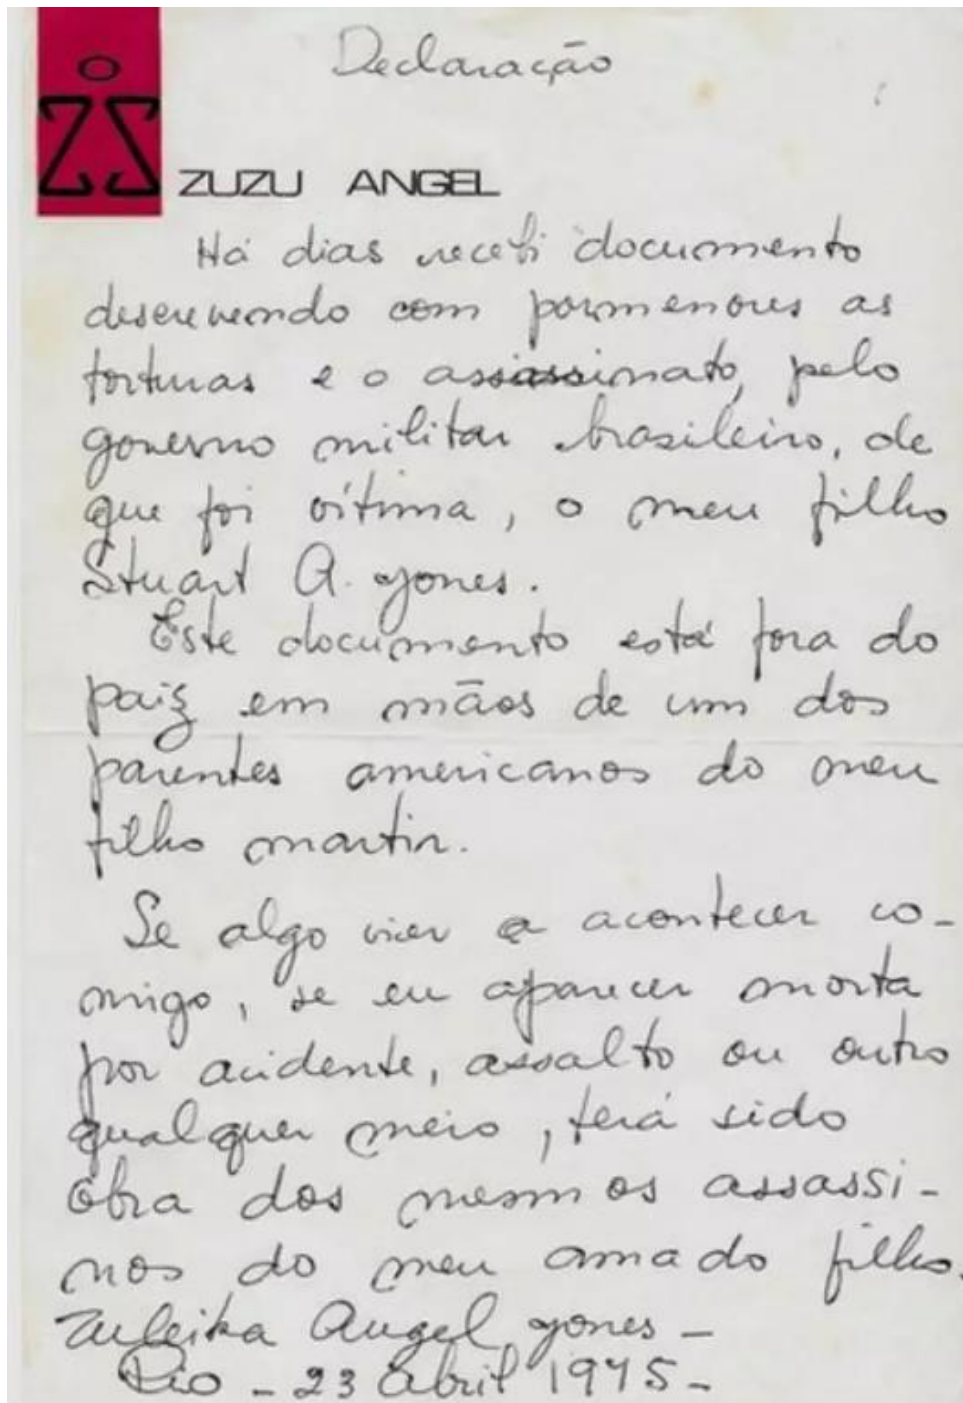 Declaração
ZUZU ANGEL
Há dias recebi documento
descrevendo com pormenores as
torturas e o assassinato, pelo
governo militar brasileiro, de
que foi vítima, o meu filho
Stuart A. Jones.
Este documento está fora do
paiz em mãos de um dos
parentes americanos do meu
filho martir.
Se algo vier a acontecer co-
migo, se eu aparecer morta
por acidente, assalto ou outro
qualquer meio, terá sido
obra dos mesmos assassi-
nos do meu amado filho.
Zuleika Angel Jones -
Rio - 23 Abril 1975 -